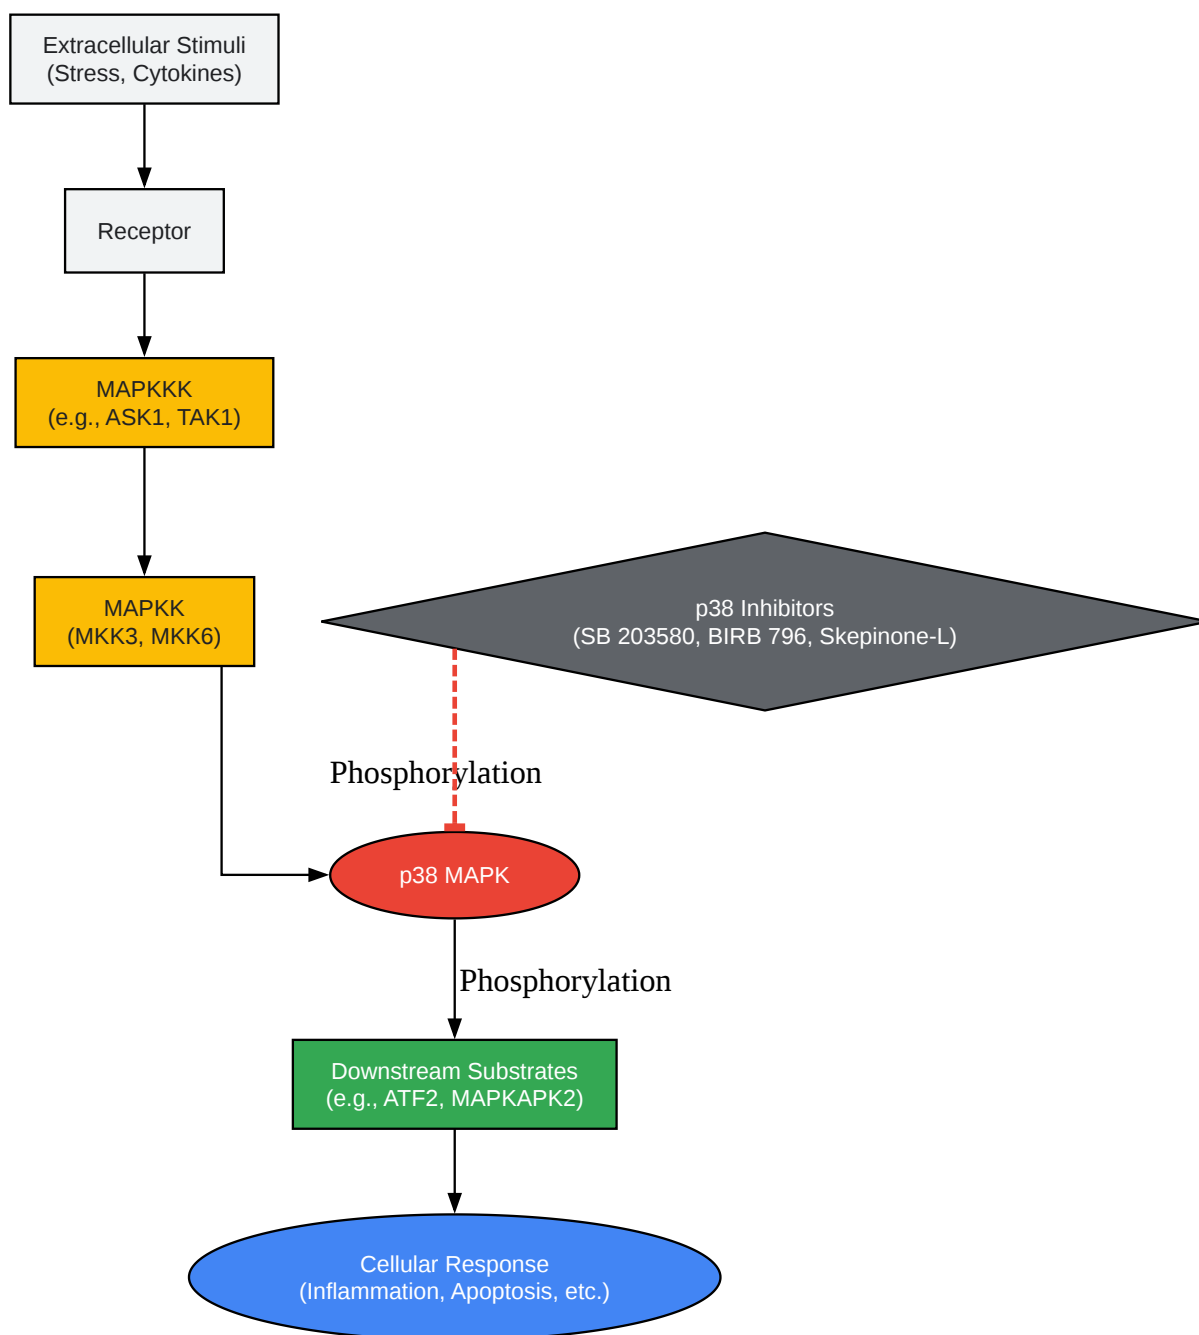 Extracellular Stimuli
(Stress, Cytokines)
Receptor
MAPKKK
(e.g., ASK1, TAK1)
MAPKK
(MKK3, MKK6)
p38 Inhibitors
(SB 203580, BIRB 796, Skepinone-L)
Phosphorylation
p38 MAPK
Phosphorylation
Downstream Substrates
(e.g., ATF2, MAPKAPK2)
Cellular Response
(Inflammation, Apoptosis, etc.)